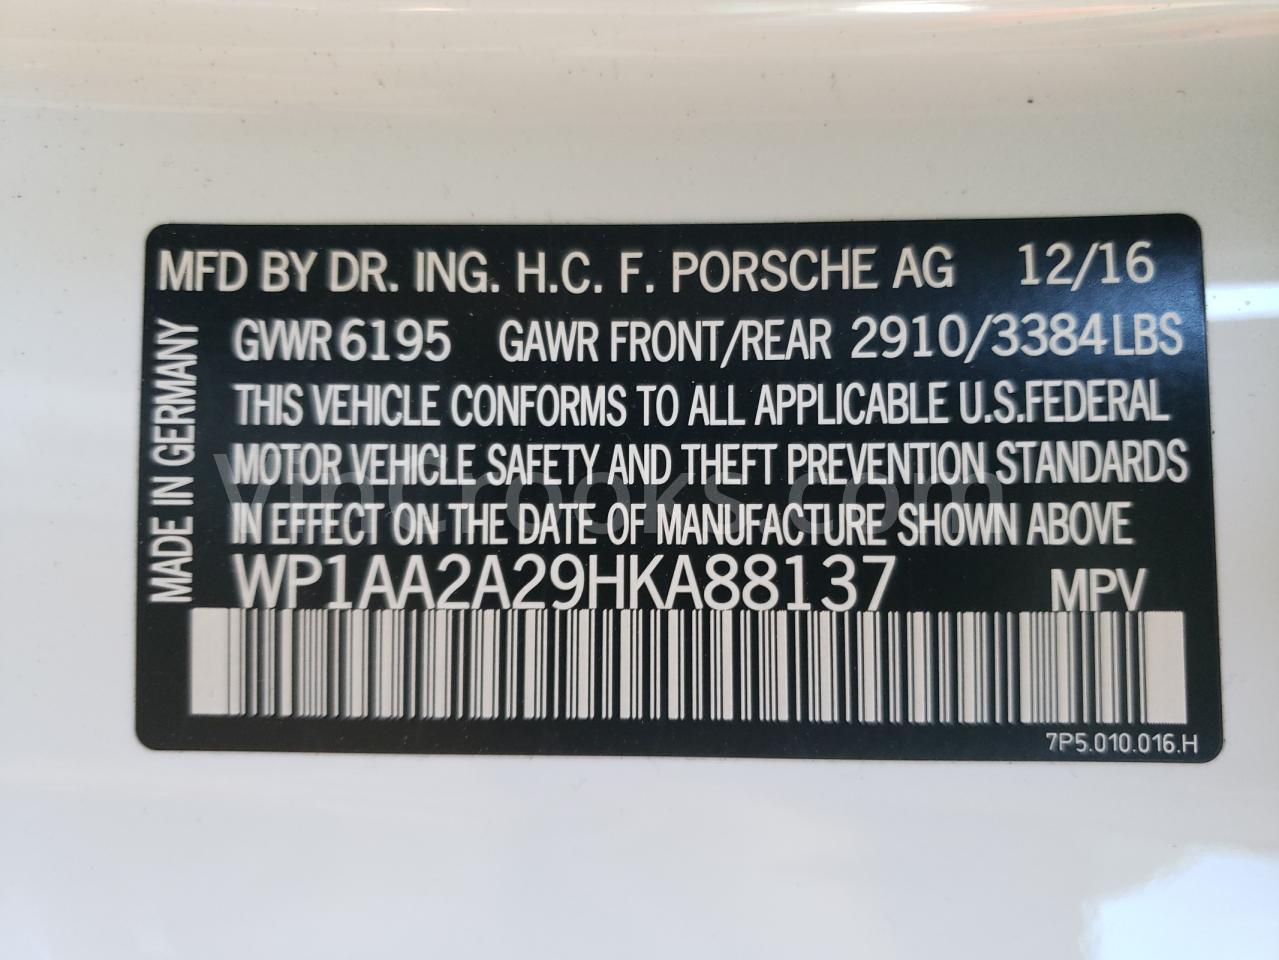 MFD BY DR. ING. H.C. F. PORSCHE AG 12/16
GVWR 6195 GAWR FRONT/REAR 2910/3384 LBS
THIS VEHICLE CONFORMS TO ALL APPLICABLE U.S.FEDERAL
MOTOR VEHICLE SAFETY AND THEFT PREVENTION STANDARDS
IN EFFECT ON THE DATE OF MANUFACTURE SHOWN ABOVE
WP1AA2A29HKA88137 MPV
7P5.010.016.H
MADE IN GERMANY
VinCrooks.com